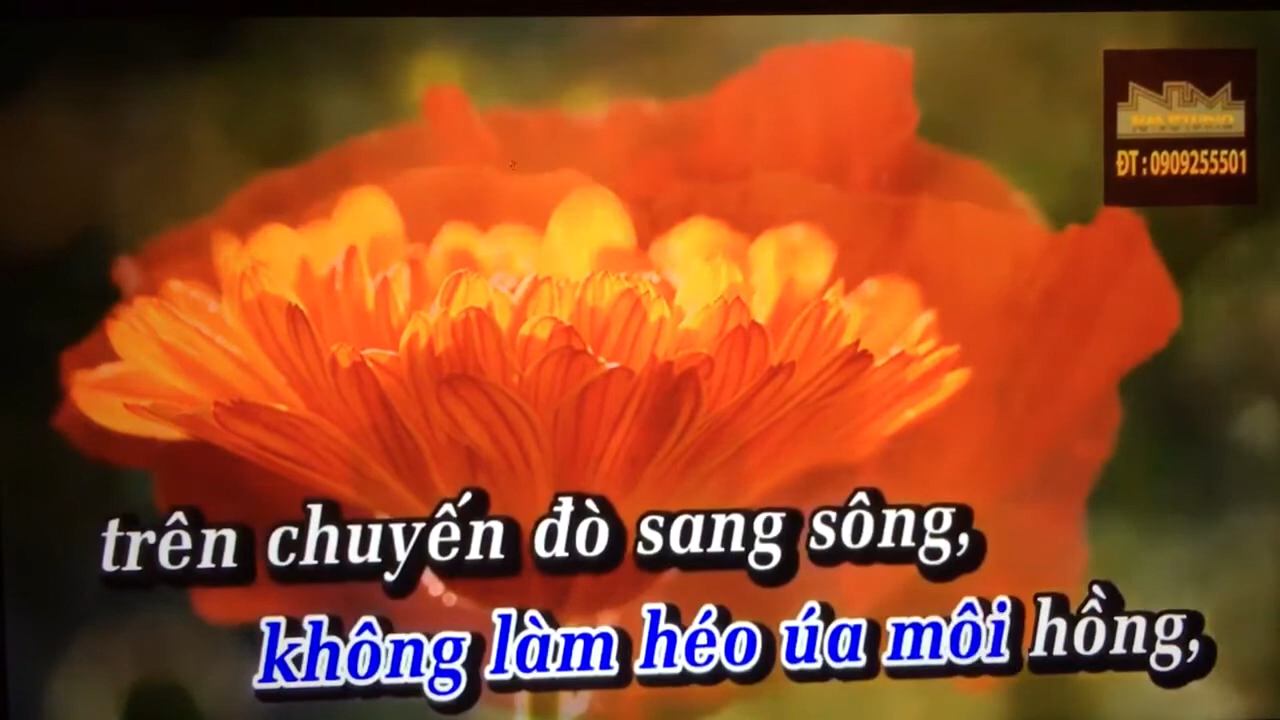 ĐT : 0909255501
trên chuyến đò sang sông,
không làm héo úa môi hồng,